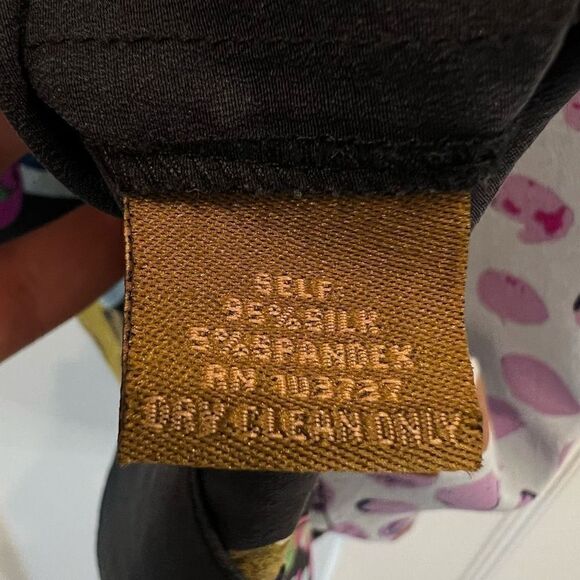 SELF
95%SILK
5%SPANDEX
RN 103727
DRY CLEAN ONLY